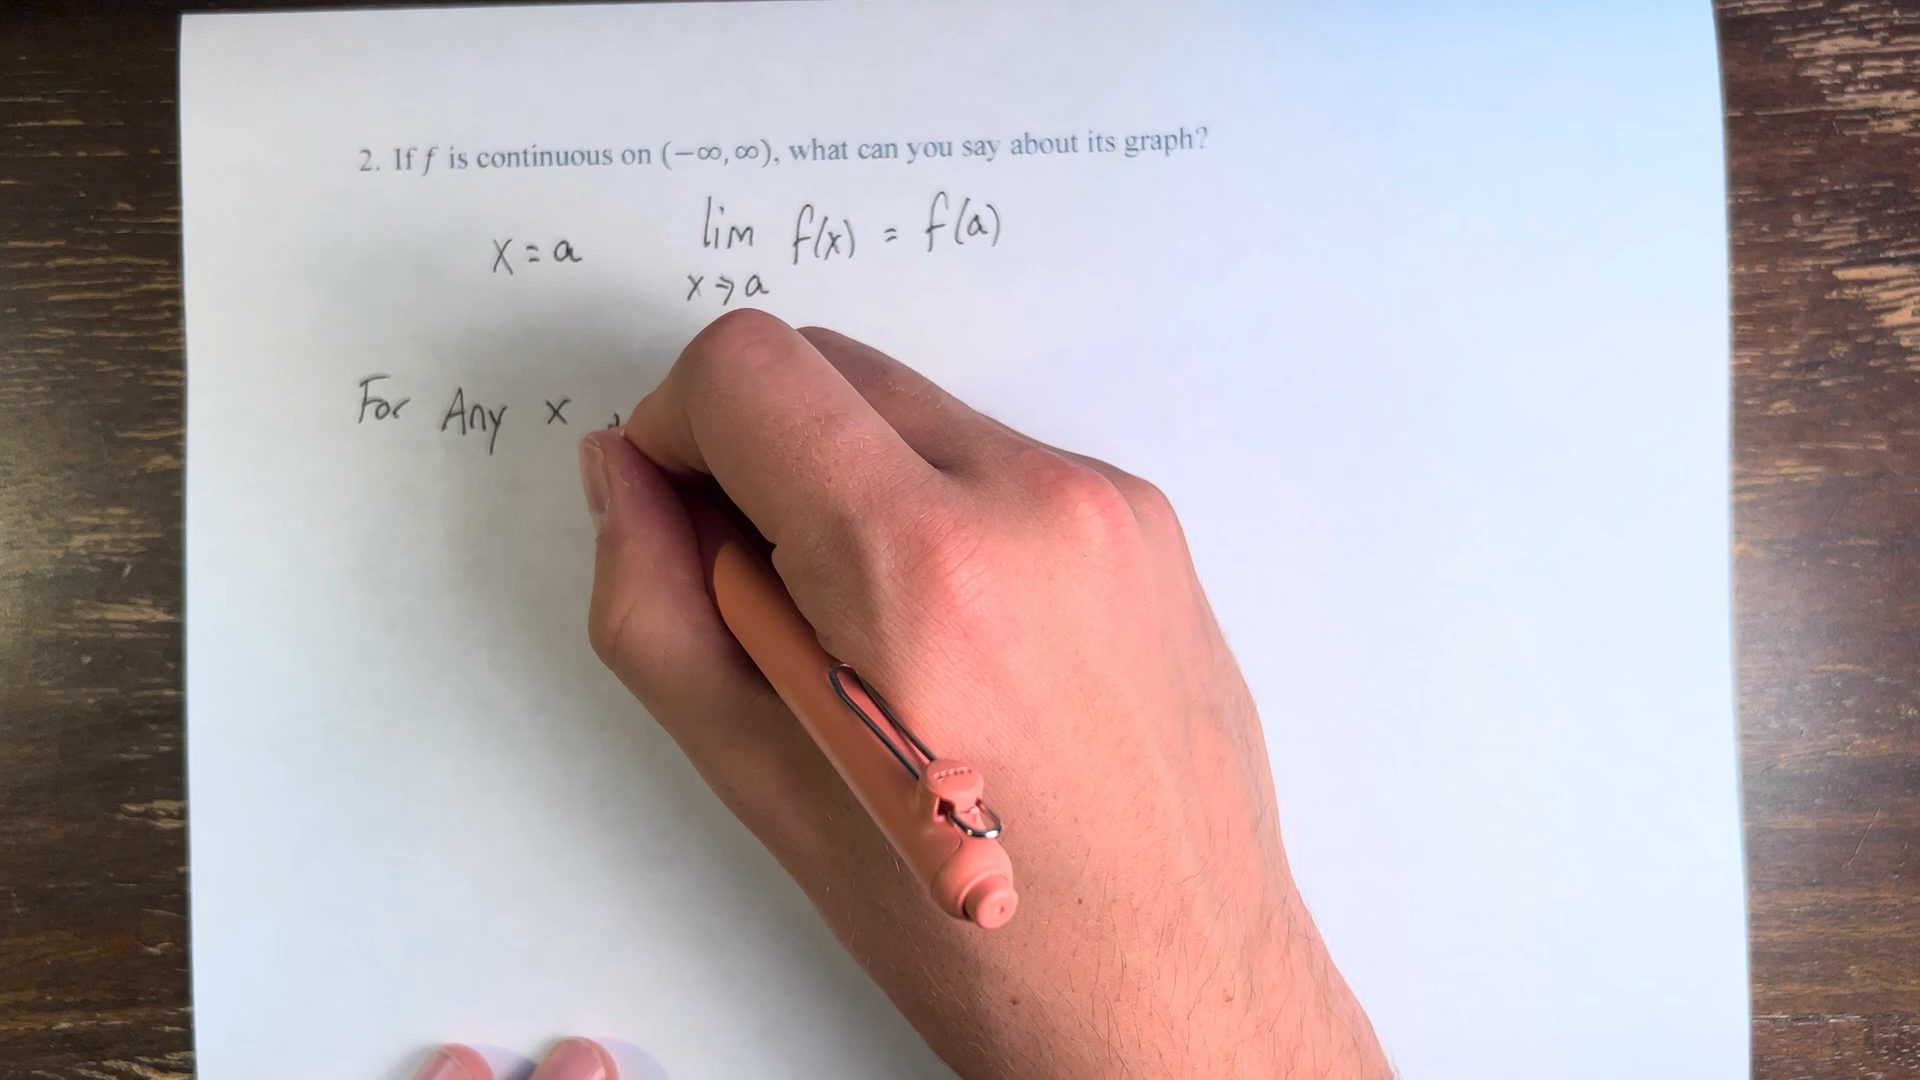 2. If f is continuous on (−∞,∞), what can you say about its graph?
x = a lim f(x) = f(a)
x→a
For Any x